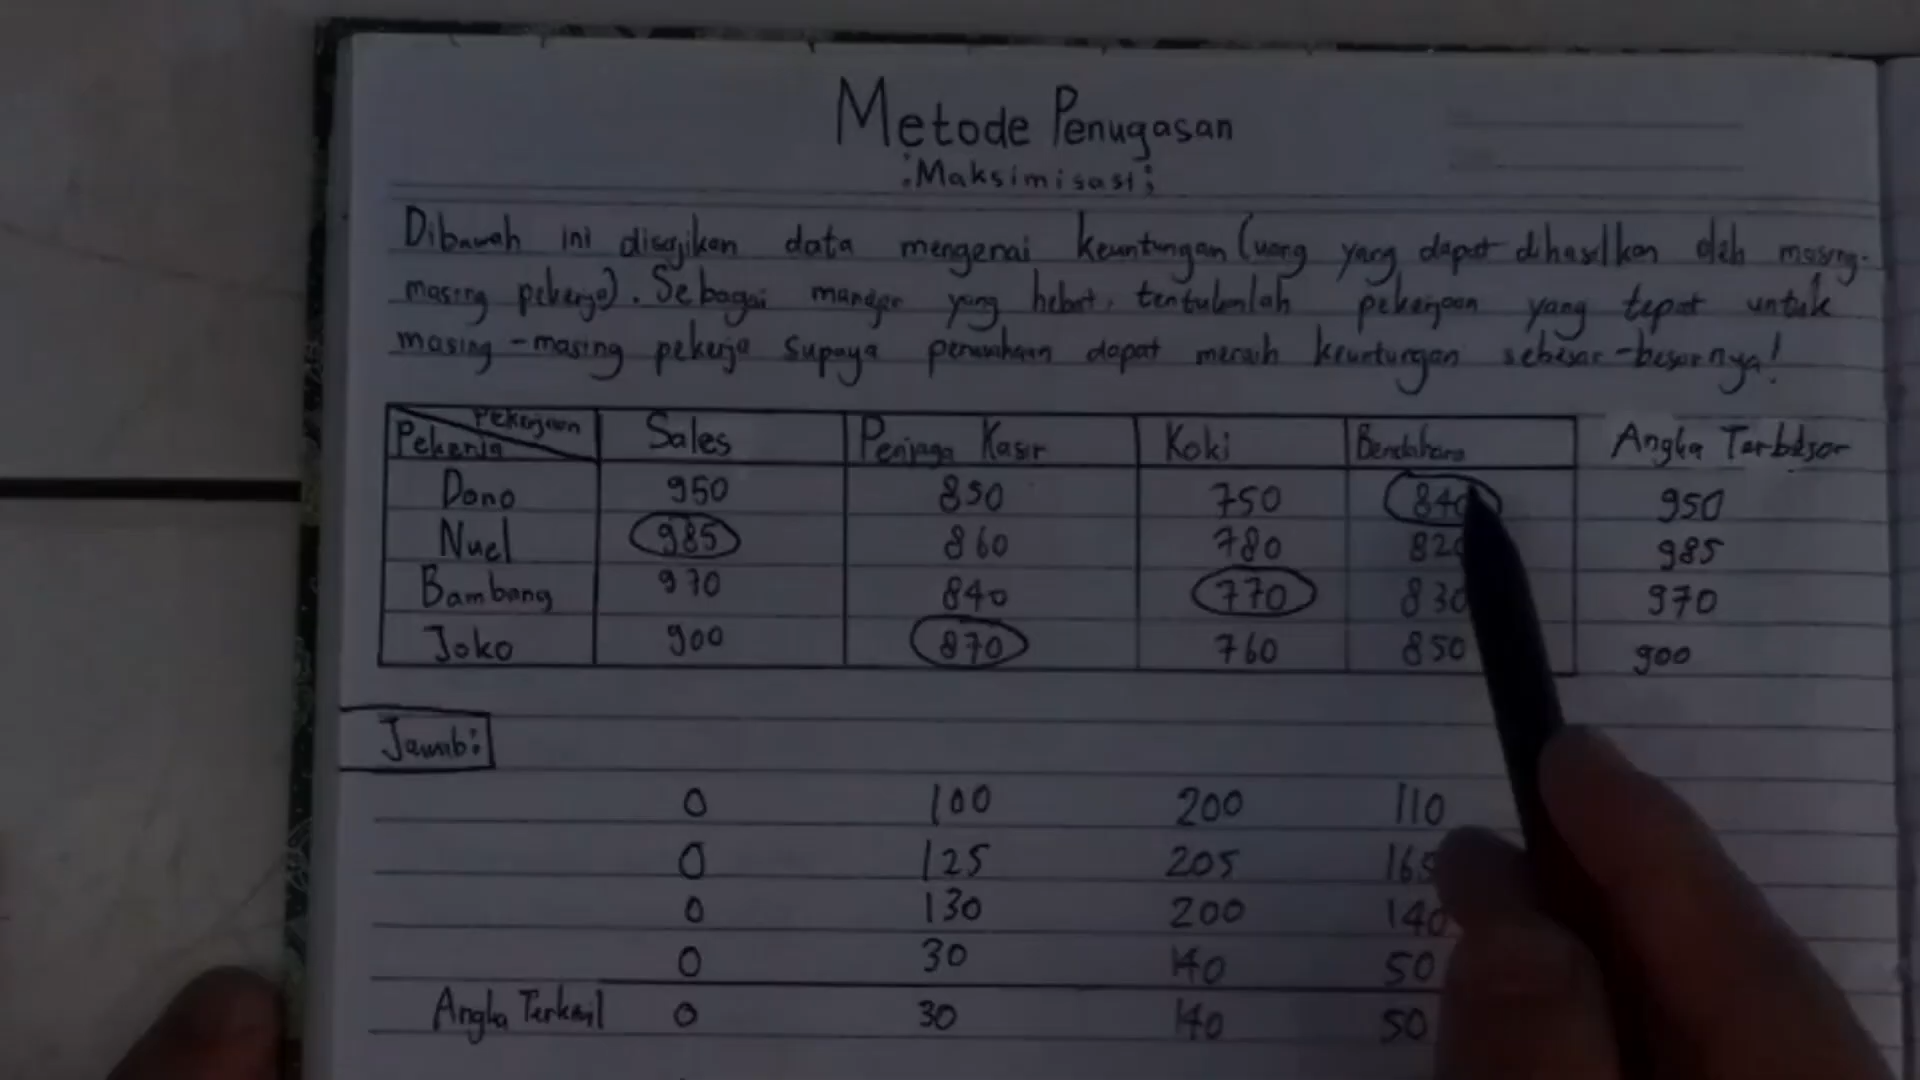 Metode Penugasan
:Maksimisasi:
Dibawah ini disajikan data mengenai keuntungan (uang yang dapat dihasilkan oleh masing-
masing pekerja). Sebagai manajer yang hebat, tentukanlah pekerjaan yang tepat untuk
masing-masing pekerja supaya perusahaan dapat meraih keuntungan sebesar-besarnya!
Pekerjaan
Pekerja Sales Penjaga Kasir Koki Bendahara Angka Terbesar
Dono 950 850 750 840 950
Nuel 985 860 780 820 985
Bambang 970 840 770 830 970
Joko 900 870 760 850 900
Jawab:
0 100 200 110
0 125 205 165
0 130 200 140
0 30 140 50
Angka Terkecil 0 30 140 50